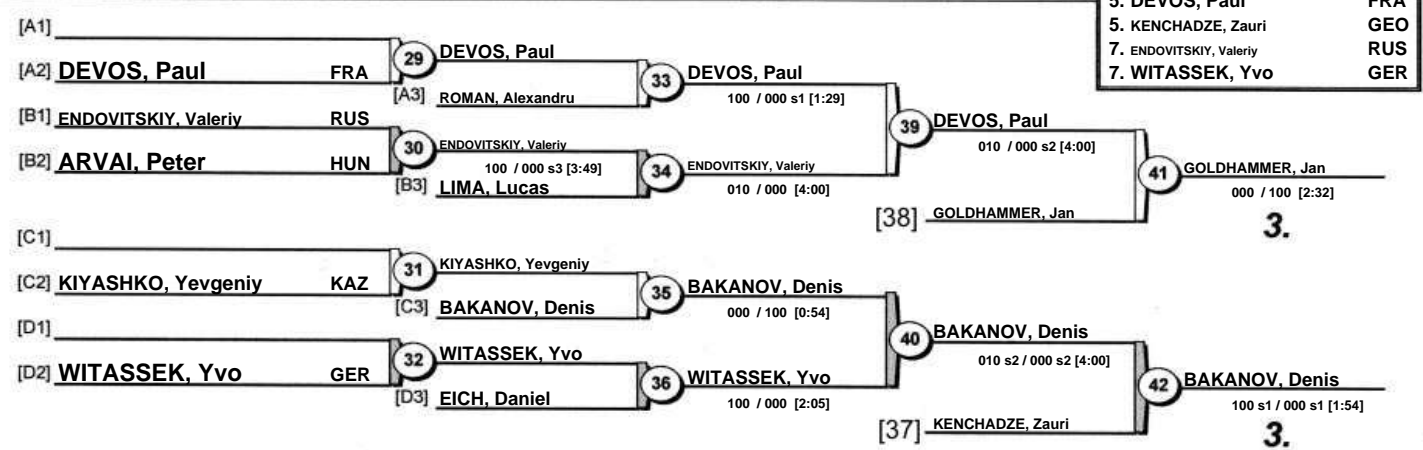 5. DEVOS, Paul FRA
5. KENCHADZE, Zauri GEO
7. ENDOVITSKIY, Valeriy RUS
7. WITASSEK, Yvo GER
[A1]
[A2] DEVOS, Paul FRA
29 DEVOS, Paul
[A3] ROMAN, Alexandru
33 DEVOS, Paul
100 / 000 s1 [1:29]
[B1] ENDOVITSKIY, Valeriy RUS
[B2] ARVAI, Peter HUN
30 ENDOVITSKIY, Valeriy
100 / 000 s3 [3:49]
[B3] LIMA, Lucas
34 ENDOVITSKIY, Valeriy
010 / 000 [4:00]
39 DEVOS, Paul
010 / 000 s2 [4:00]
[38] GOLDHAMMER, Jan
41 GOLDHAMMER, Jan
000 / 100 [2:32]
3.
[C1]
[C2] KIYASHKO, Yevgeniy KAZ
31 KIYASHKO, Yevgeniy
[C3] BAKANOV, Denis
35 BAKANOV, Denis
000 / 100 [0:54]
[D1]
[D2] WITASSEK, Yvo GER
32 WITASSEK, Yvo
[D3] EICH, Daniel
36 WITASSEK, Yvo
100 / 000 [2:05]
40 BAKANOV, Denis
010 s2 / 000 s2 [4:00]
[37] KENCHADZE, Zauri
42 BAKANOV, Denis
100 s1 / 000 s1 [1:54]
3.